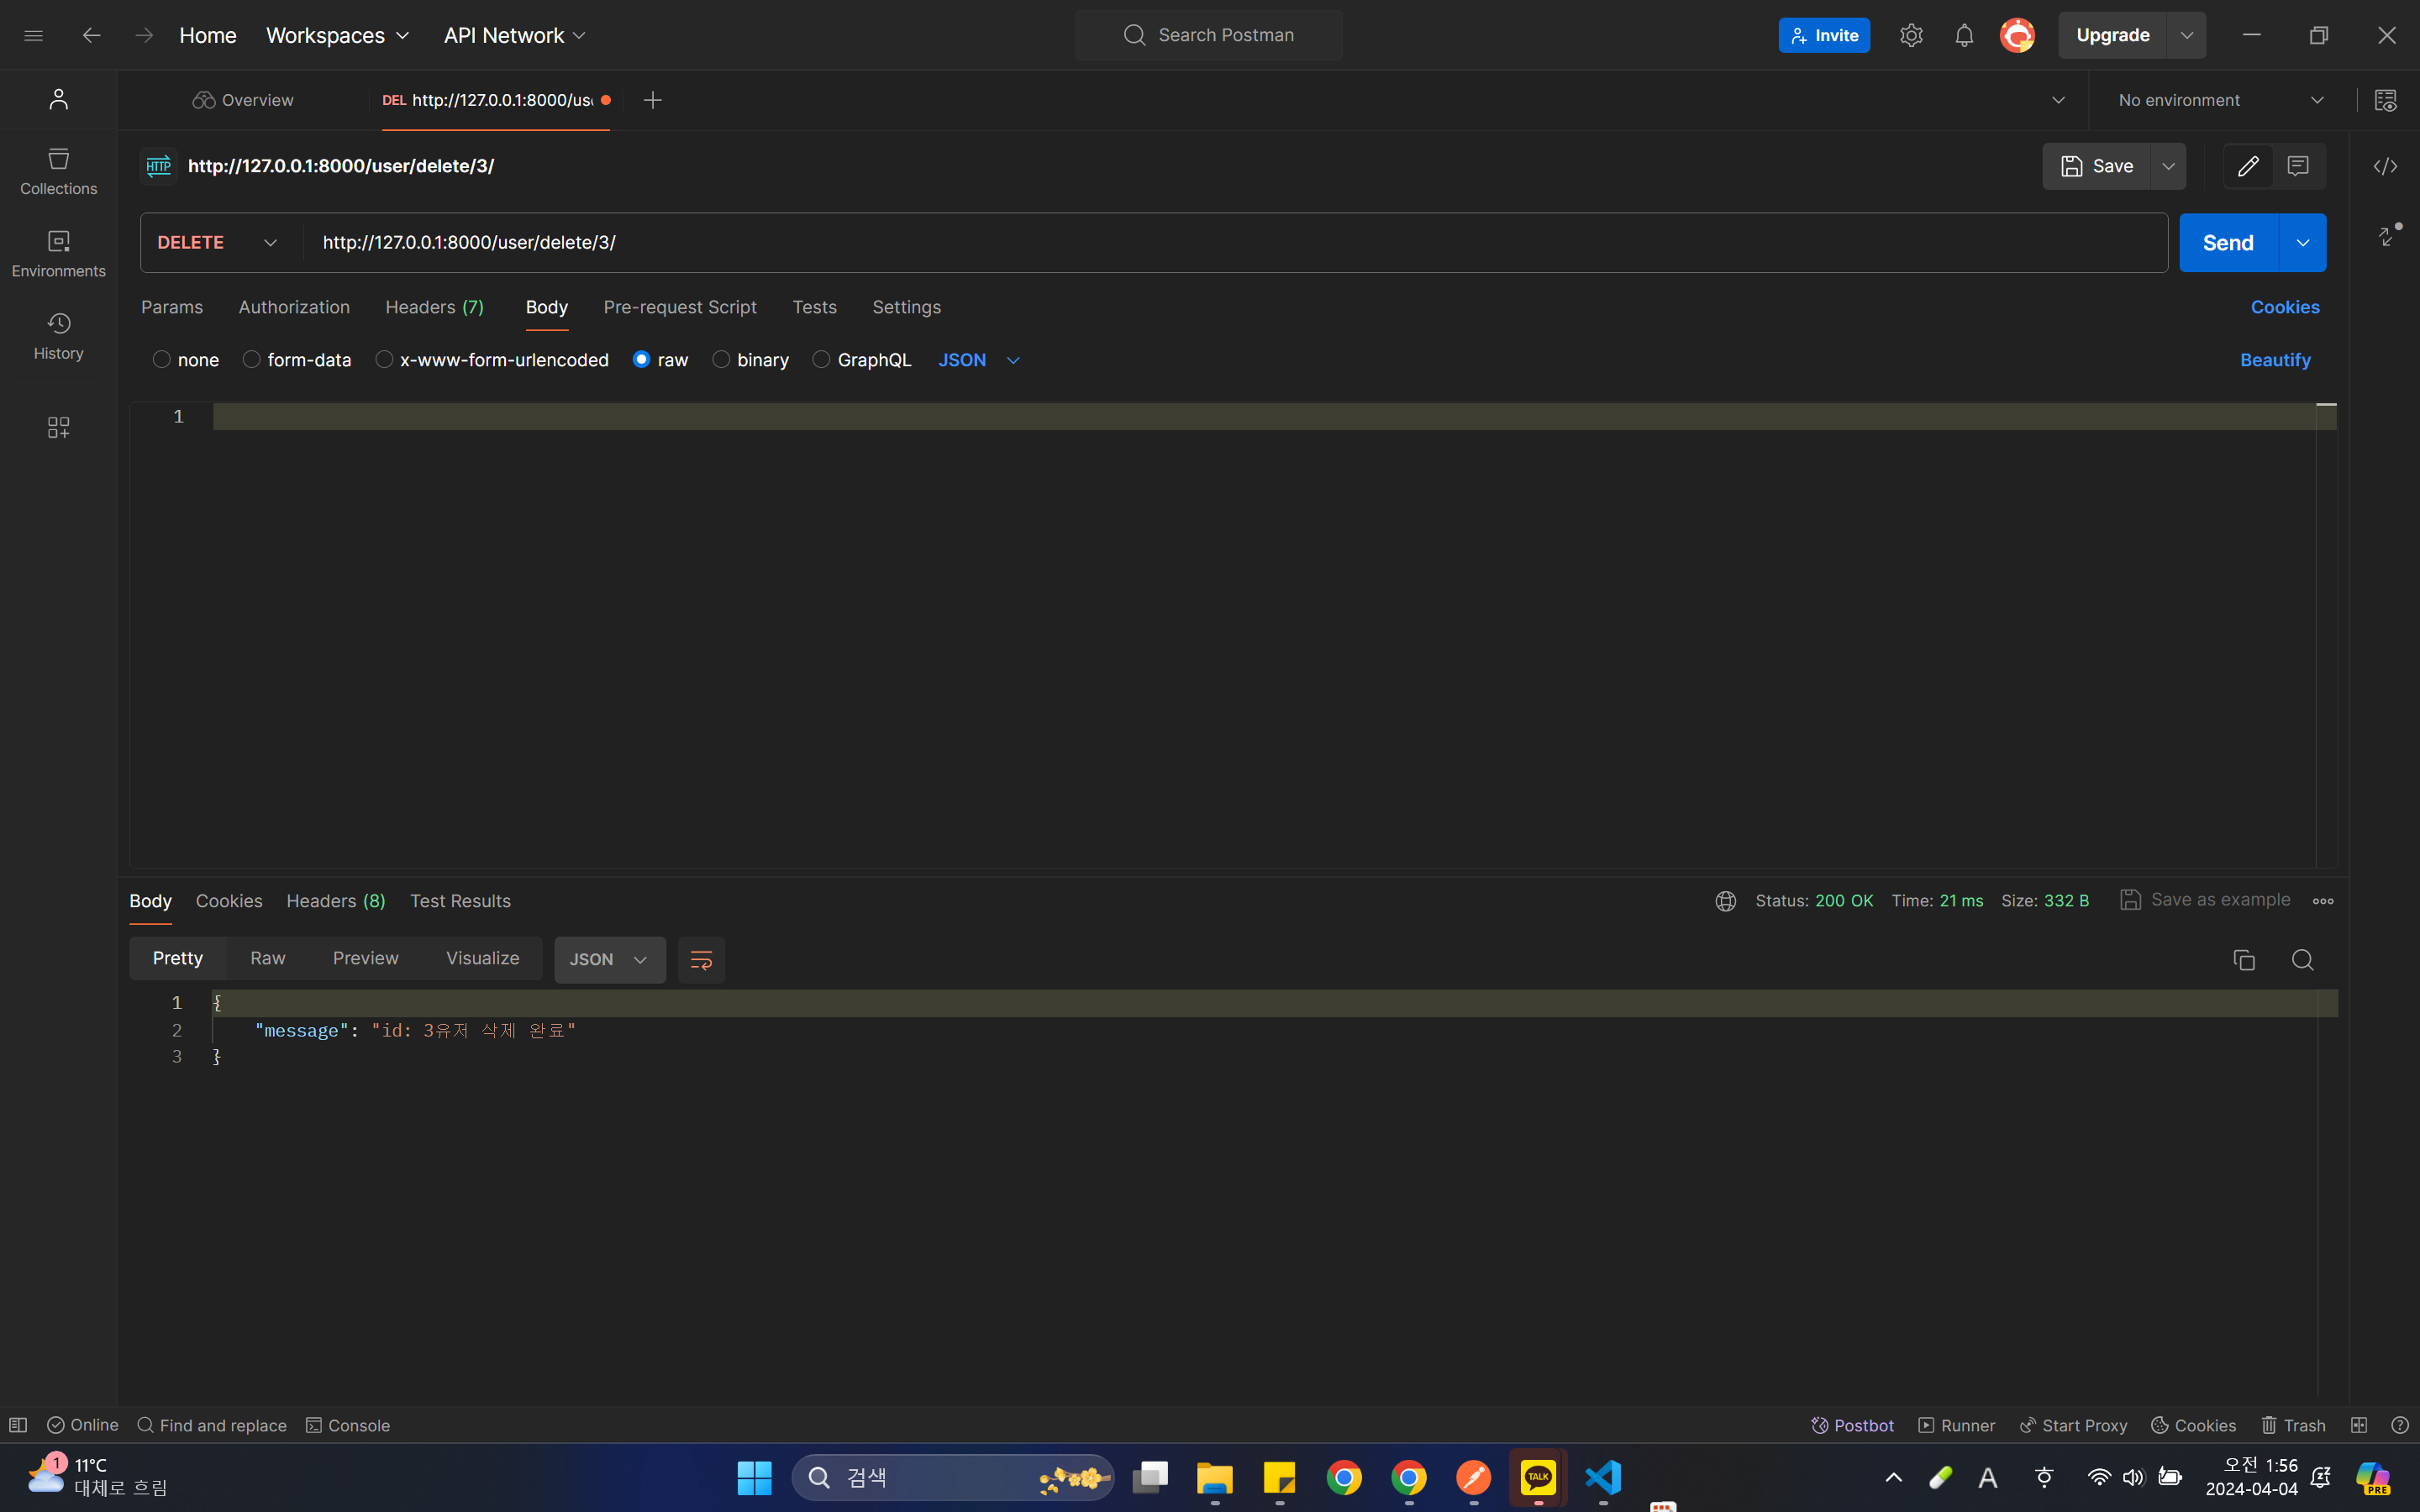 Home Workspaces API Network Search Postman Invite Upgrade
Overview DEL http://127.0.0.1:8000/us No environment
HTTP http://127.0.0.1:8000/user/delete/3/ Save
Collections
DELETE http://127.0.0.1:8000/user/delete/3/ Send
Environments
Params Authorization Headers (7) Body Pre-request Script Tests Settings Cookies
History
none form-data x-www-form-urlencoded raw binary GraphQL JSON Beautify
1
Body Cookies Headers (8) Test Results Status: 200 OK Time: 21 ms Size: 332 B Save as example
Pretty Raw Preview Visualize JSON
1 {
2 "message": "id: 3유저 삭제 완료"
3 }
Online Find and replace Console Postbot Runner Start Proxy Cookies Trash
1 11°C
대체로 흐림
검색
TALK
A
오전 1:56
2024-04-04
PRE